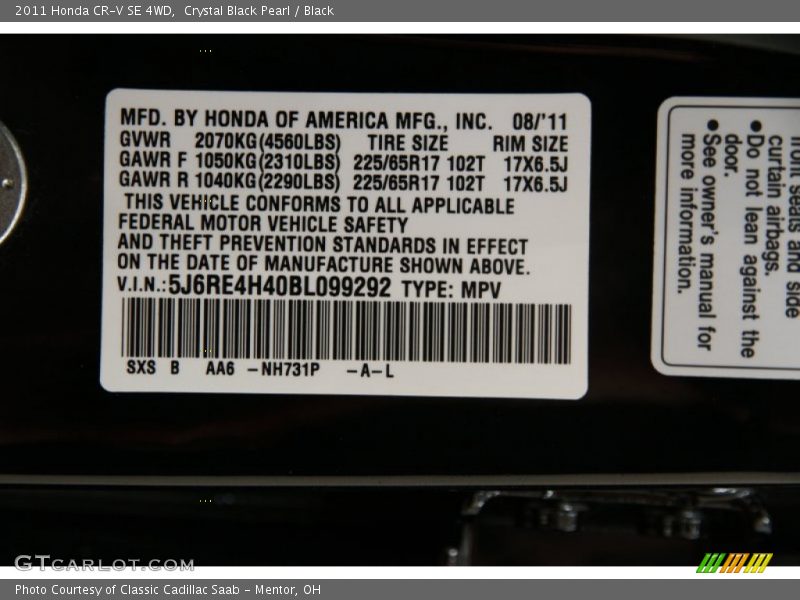 2011 Honda CR-V SE 4WD, Crystal Black Pearl / Black
MFD. BY HONDA OF AMERICA MFG., INC. 08/'11
GVWR 2070KG(4560LBS) TIRE SIZE RIM SIZE
GAWR F 1050KG(2310LBS) 225/65R17 102T 17X6.5J
GAWR R 1040KG(2290LBS) 225/65R17 102T 17X6.5J
THIS VEHICLE CONFORMS TO ALL APPLICABLE
FEDERAL MOTOR VEHICLE SAFETY
AND THEFT PREVENTION STANDARDS IN EFFECT
ON THE DATE OF MANUFACTURE SHOWN ABOVE.
V.I.N.:5J6RE4H40BL099292 TYPE: MPV
SXS B AA6 -NH731P -A-L
front seats and side
curtain airbags.
●Do not lean against the
door.
●See owner's manual for
more information.
GTCARLOT.COM
Photo Courtesy of Classic Cadillac Saab - Mentor, OH